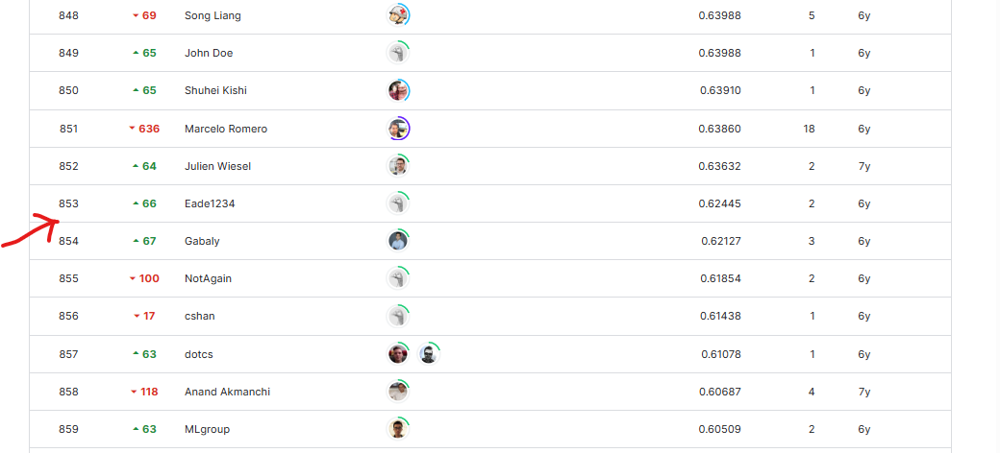 848 69 Song Liang 0.63988 5 6y
849 65 John Doe 0.63988 1 6y
850 65 Shuhei Kishi 0.63910 1 6y
851 636 Marcelo Romero 0.63860 18 6y
852 64 Julien Wiesel 0.63632 2 7y
853 66 Eade1234 0.62445 2 6y
854 67 Gabaly 0.62127 3 6y
855 100 NotAgain 0.61854 2 6y
856 17 cshan 0.61438 1 6y
857 63 dotcs 0.61078 1 6y
858 118 Anand Akmanchi 0.60687 4 7y
859 63 MLgroup 0.60509 2 6y